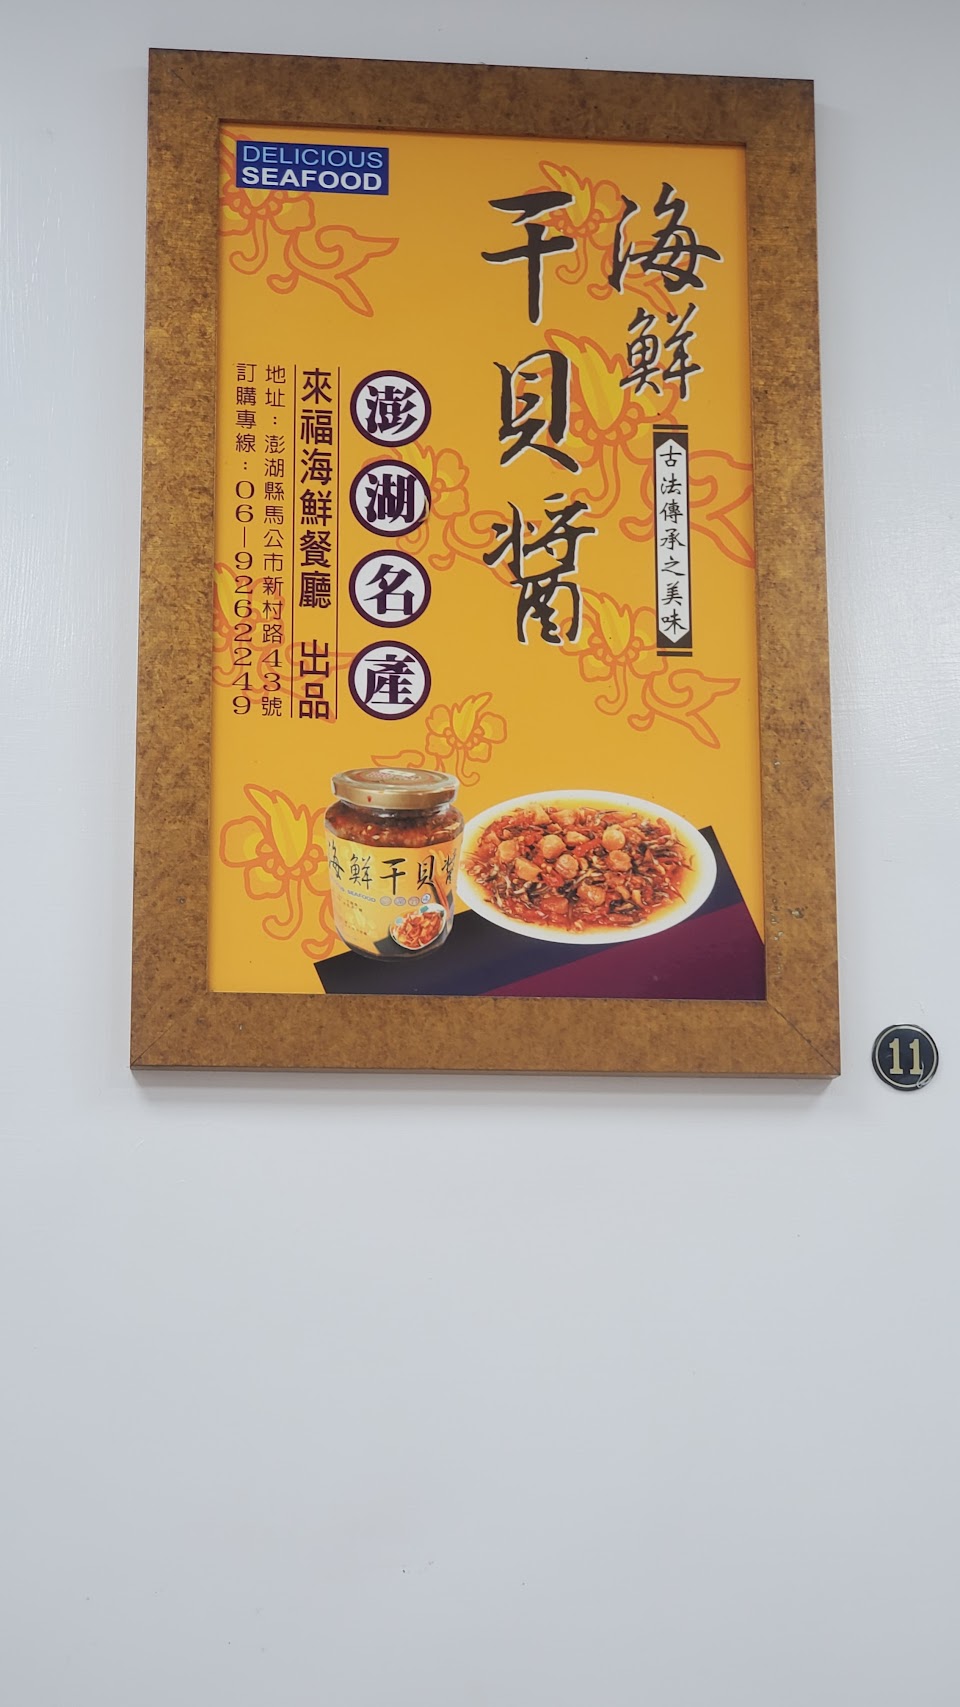 DELICIOUS
SEAFOOD
海鮮
干貝醬
古法傳承之美味
澎湖名產
來福海鮮餐廳 出品
地址：澎湖縣馬公市新村路43號
訂購專線：06-9262249
海鮮干貝醬
SEAFOOD
11